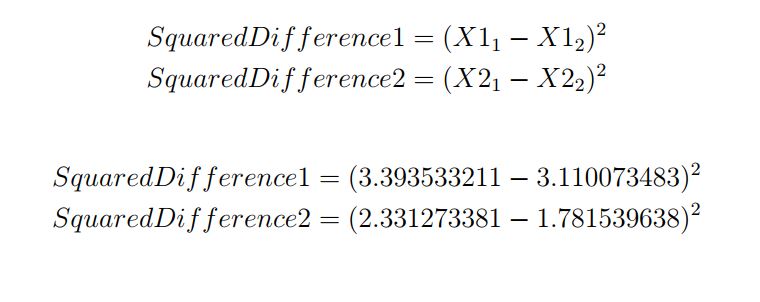 SquaredDifference1 = (X1₁ − X1₂)²
SquaredDifference2 = (X2₁ − X2₂)²
SquaredDifference1 = (3.393533211 − 3.110073483)²
SquaredDifference2 = (2.331273381 − 1.781539638)²